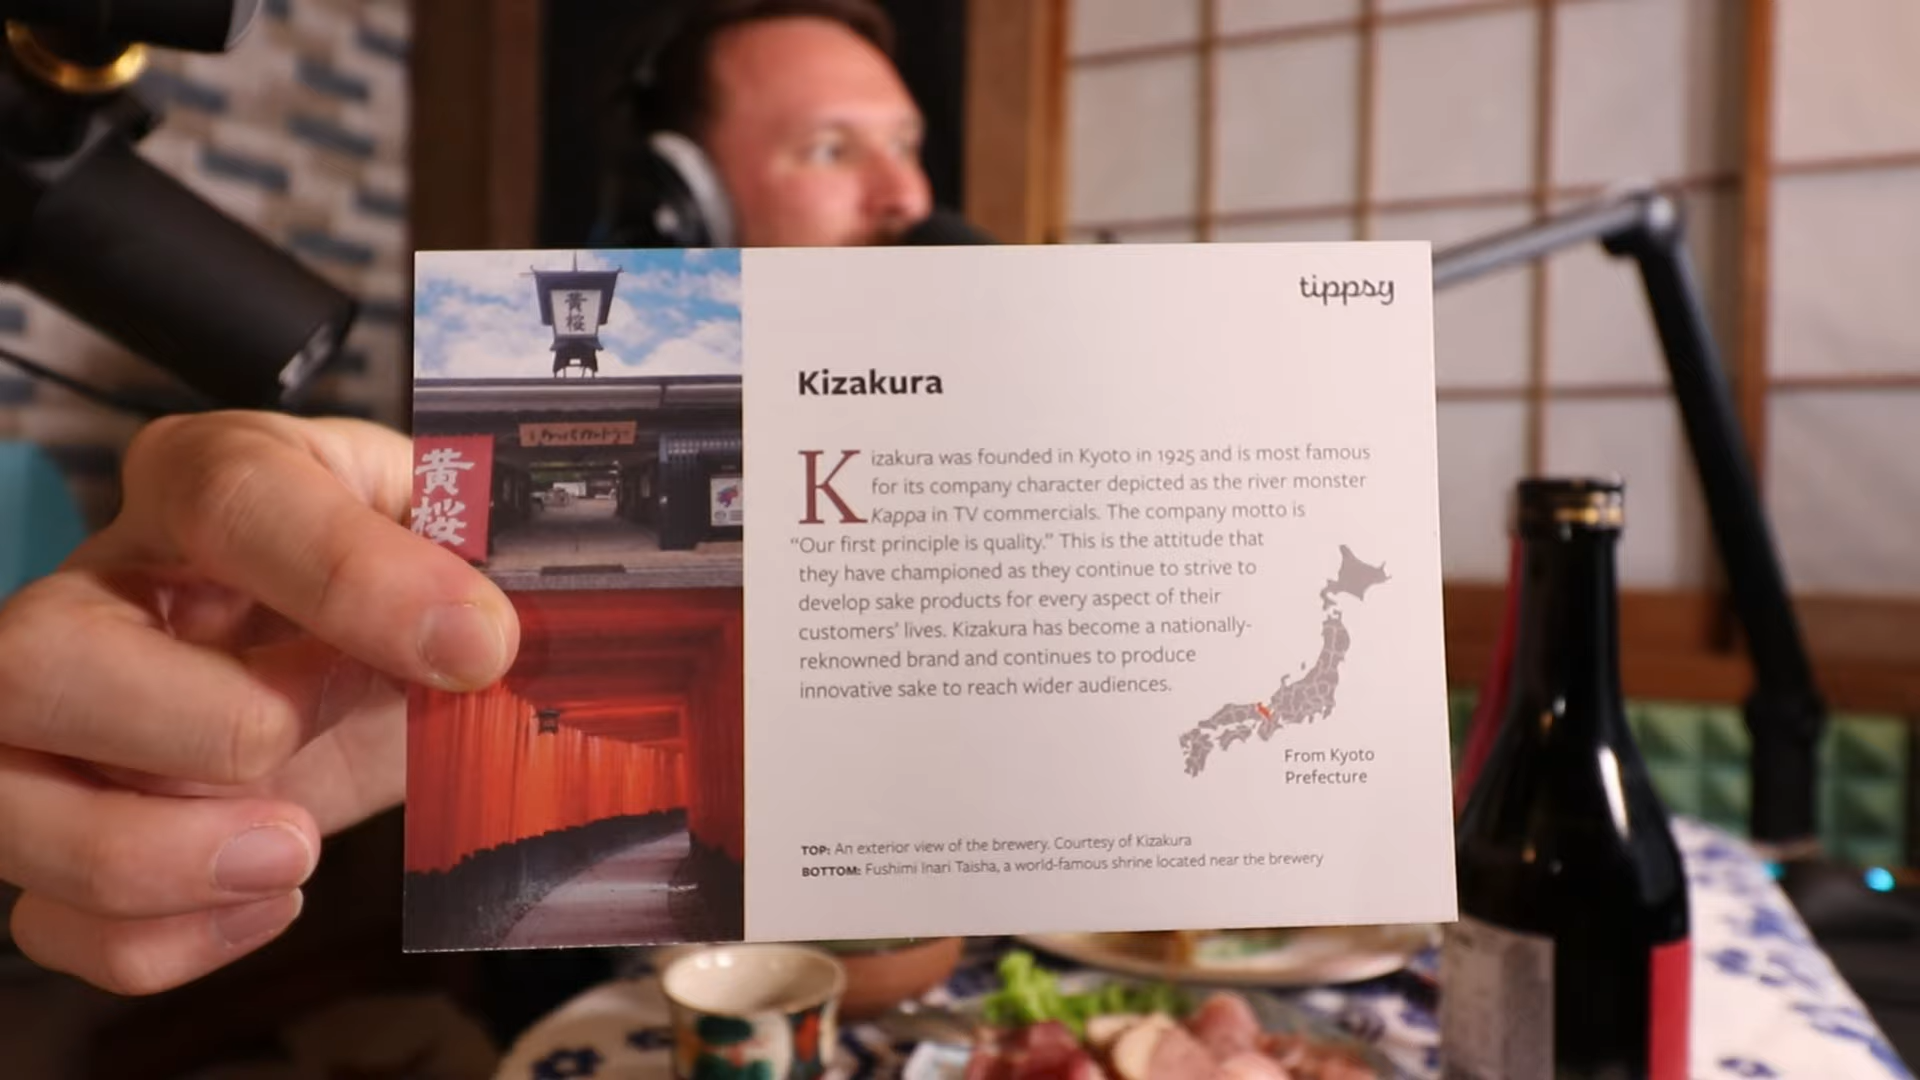 tippsy
黄
桜
黄
桜
Kizakura
Kizakura was founded in Kyoto in 1925 and is most famous
for its company character depicted as the river monster
Kappa in TV commercials. The company motto is
“Our first principle is quality.” This is the attitude that
they have championed as they continue to strive to
develop sake products for every aspect of their
customers’ lives. Kizakura has become a nationally-
reknowned brand and continues to produce
innovative sake to reach wider audiences.
From Kyoto
Prefecture
TOP: An exterior view of the brewery. Courtesy of Kizakura
BOTTOM: Fushimi Inari Taisha, a world-famous shrine located near the brewery